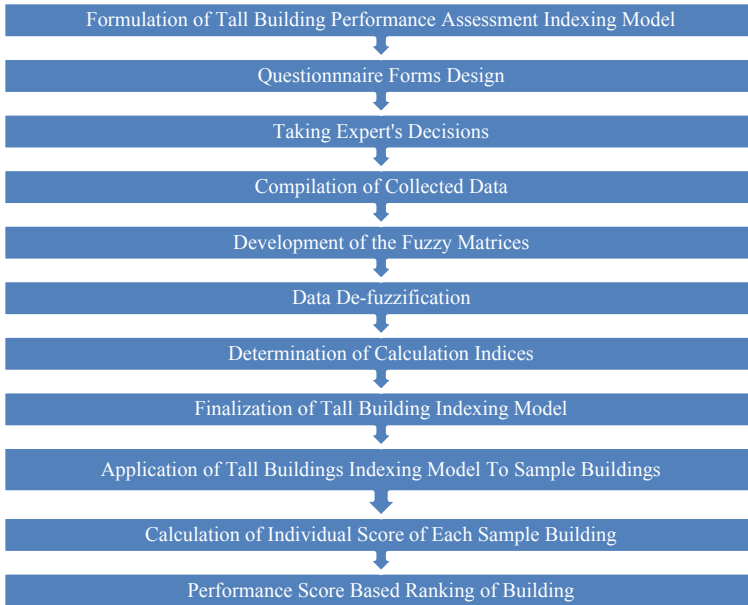 Formulation of Tall Building Performance Assessment Indexing Model
Questionnnaire Forms Design
Taking Expert's Decisions
Compilation of Collected Data
Development of the Fuzzy Matrices
Data De-fuzzification
Determination of Calculation Indices
Finalization of Tall Building Indexing Model
Application of Tall Buildings Indexing Model To Sample Buildings
Calculation of Individual Score of Each Sample Building
Performance Score Based Ranking of Building